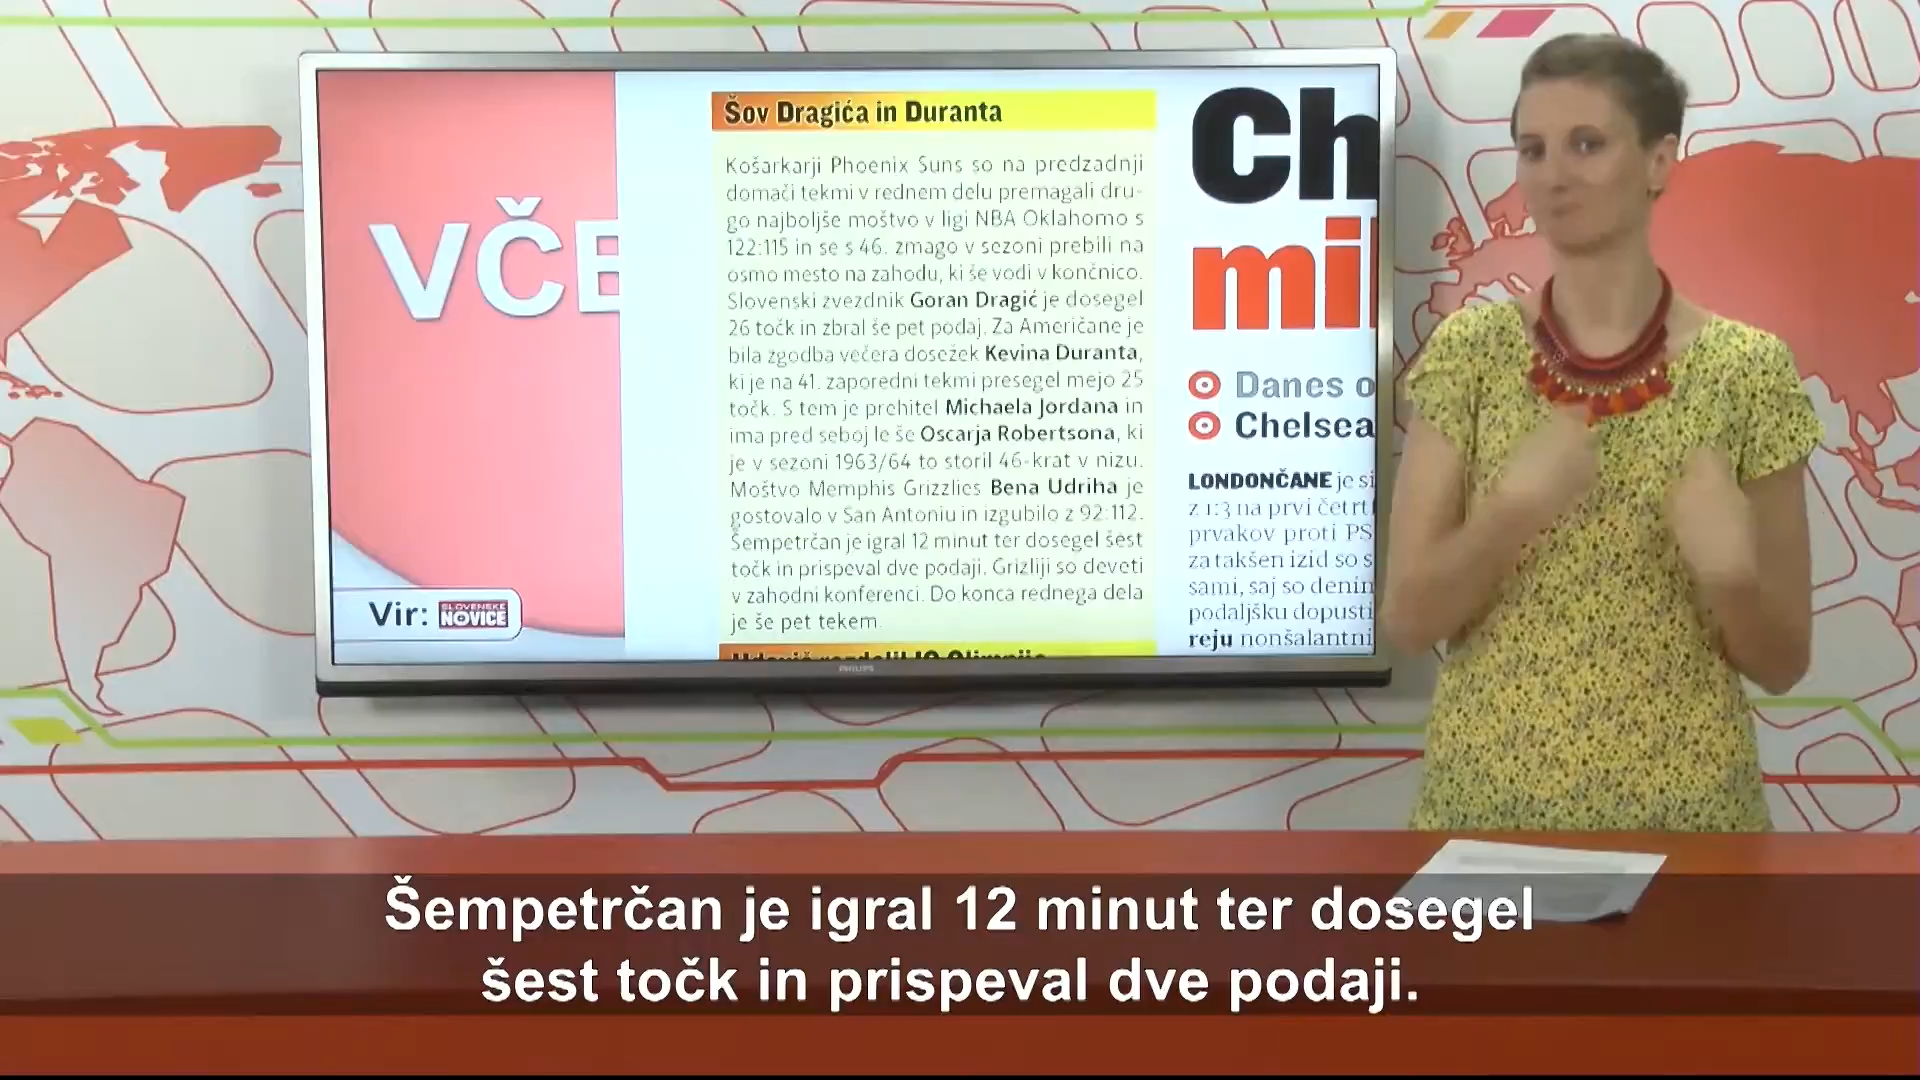 VČE
Vir: SLOVENSKE NOVICE
Šov Dragića in Duranta
Košarkarji Phoenix Suns so na predzadnji
domači tekmi v rednem delu premagali dru-
go najboljše moštvo v ligi NBA Oklahomo s
122:115 in se s 46. zmago v sezoni prebili na
osmo mesto na zahodu, ki še vodi v končnico.
Slovenski zvezdnik Goran Dragić je dosegel
26 točk in zbral še pet podaj. Za Američane je
bila zgodba večera dosežek Kevina Duranta,
ki je na 41. zaporedni tekmi presegel mejo 25
točk. S tem je prehitel Michaela Jordana in
ima pred seboj le še Oscarja Robertsona, ki
je v sezoni 1963/64 to storil 46-krat v nizu.
Moštvo Memphis Grizzlies Bena Udriha je
gostovalo v San Antoniu in izgubilo z 92:112.
Šempetrčan je igral 12 minut ter dosegel šest
točk in prispeval dve podaji. Grizliji so deveti
v zahodni konferenci. Do konca rednega dela
je še pet tekem.
Ch
mi
Danes o
Chelsea
LONDONČANE je si
z 1:3 na prvi četrt
prvakov proti PS
za takšen izid so s
sami, saj so denin
podaljšku dopusti
reju nonšalantni
PHILIPS
Šempetrčan je igral 12 minut ter dosegel
šest točk in prispeval dve podaji.